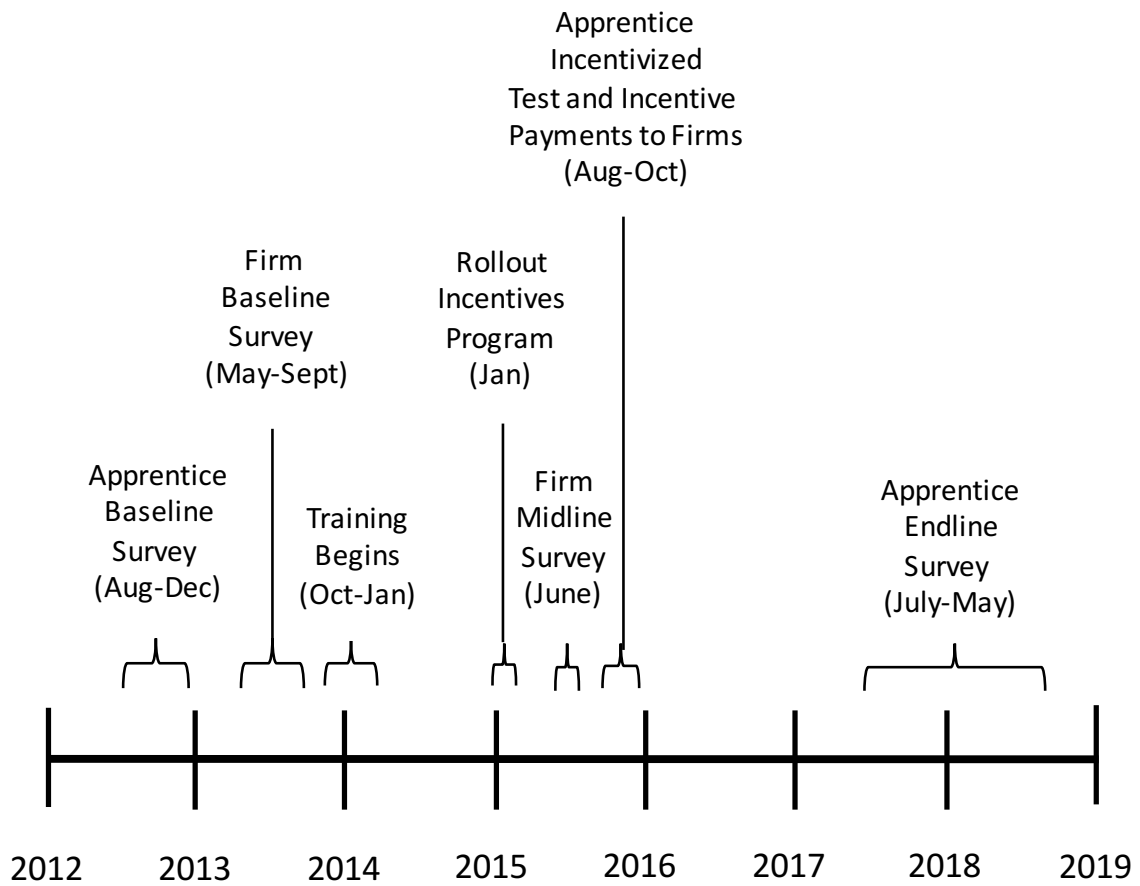 Apprentice
Incentivized
Test and Incentive
Payments to Firms
(Aug-Oct)
Firm
Baseline
Survey
(May-Sept)
Rollout
Incentives
Program
(Jan)
Apprentice
Baseline
Survey
(Aug-Dec)
Training
Begins
(Oct-Jan)
Firm
Midline
Survey
(June)
Apprentice
Endline
Survey
(July-May)
2012 2013 2014 2015 2016 2017 2018 2019